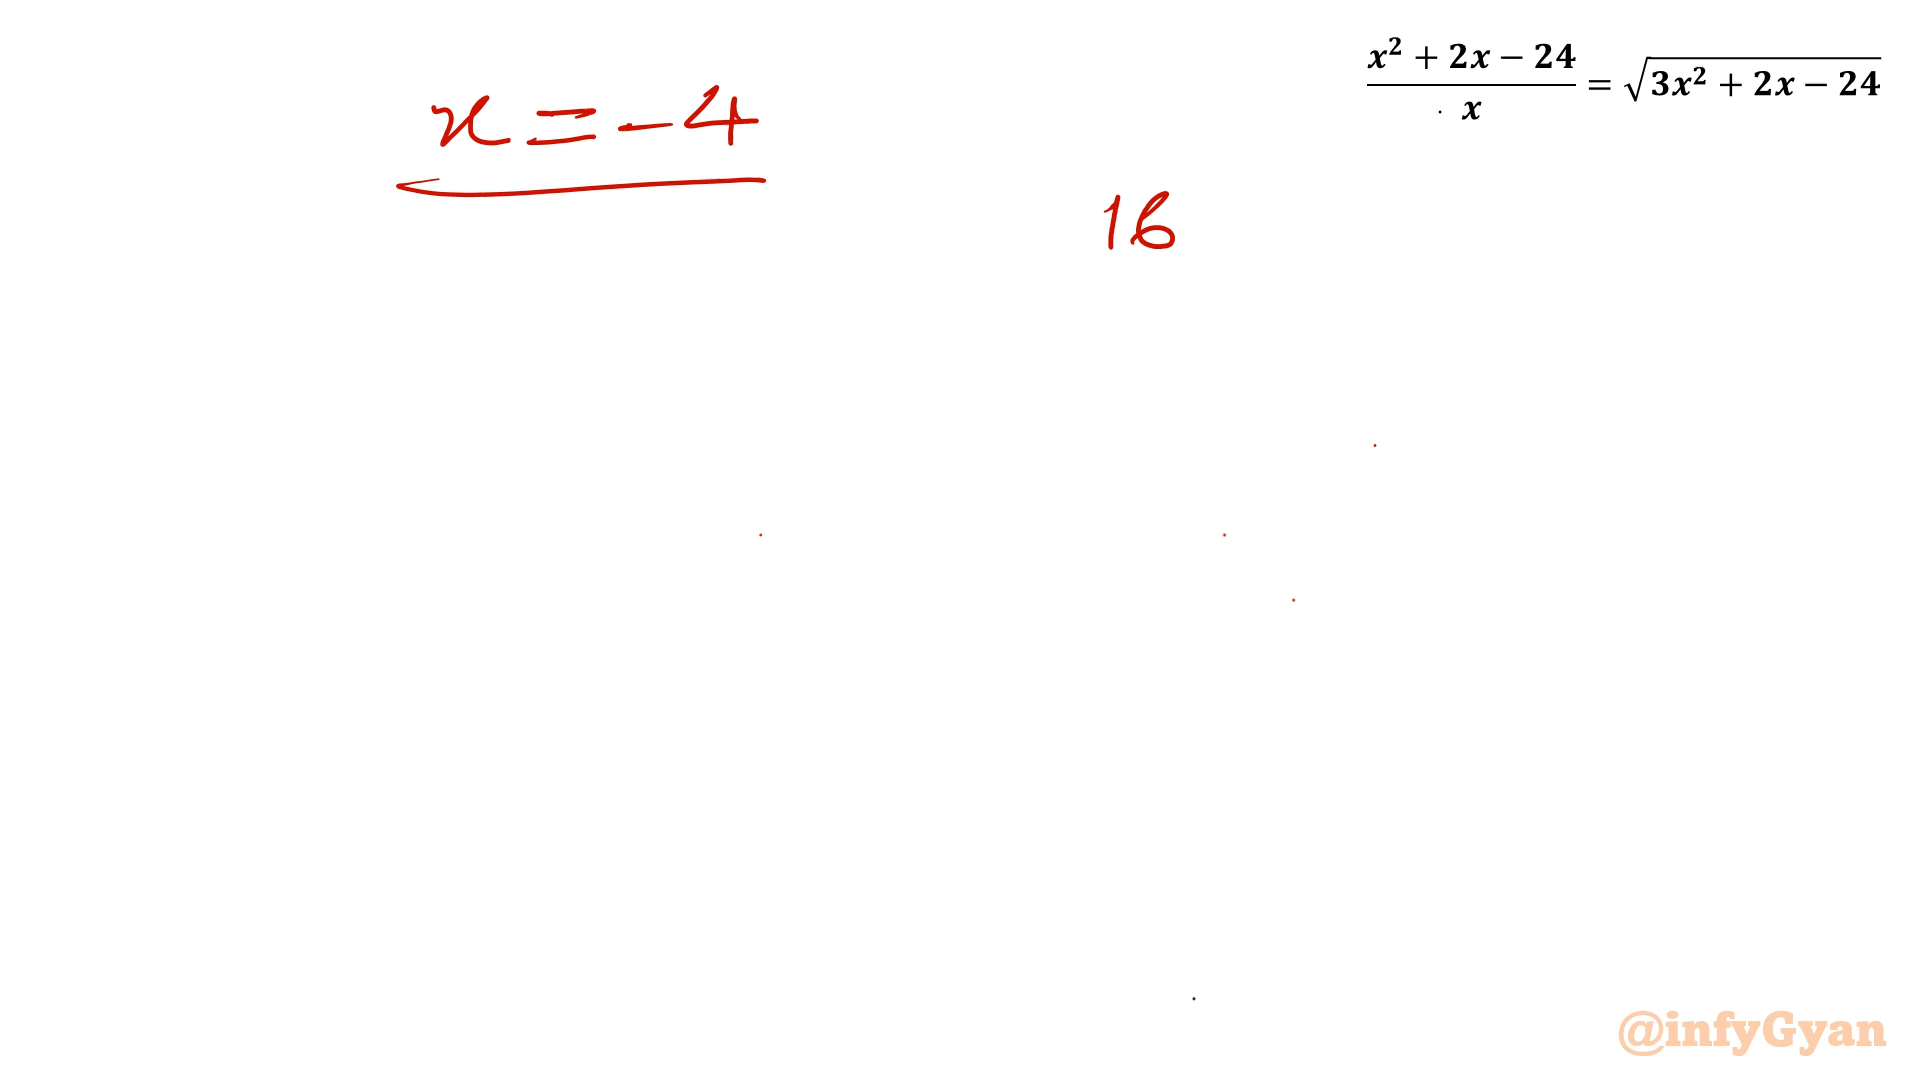 x² + 2x − 24 / x = √3x² + 2x − 24
x = −4
16
@infyGyan